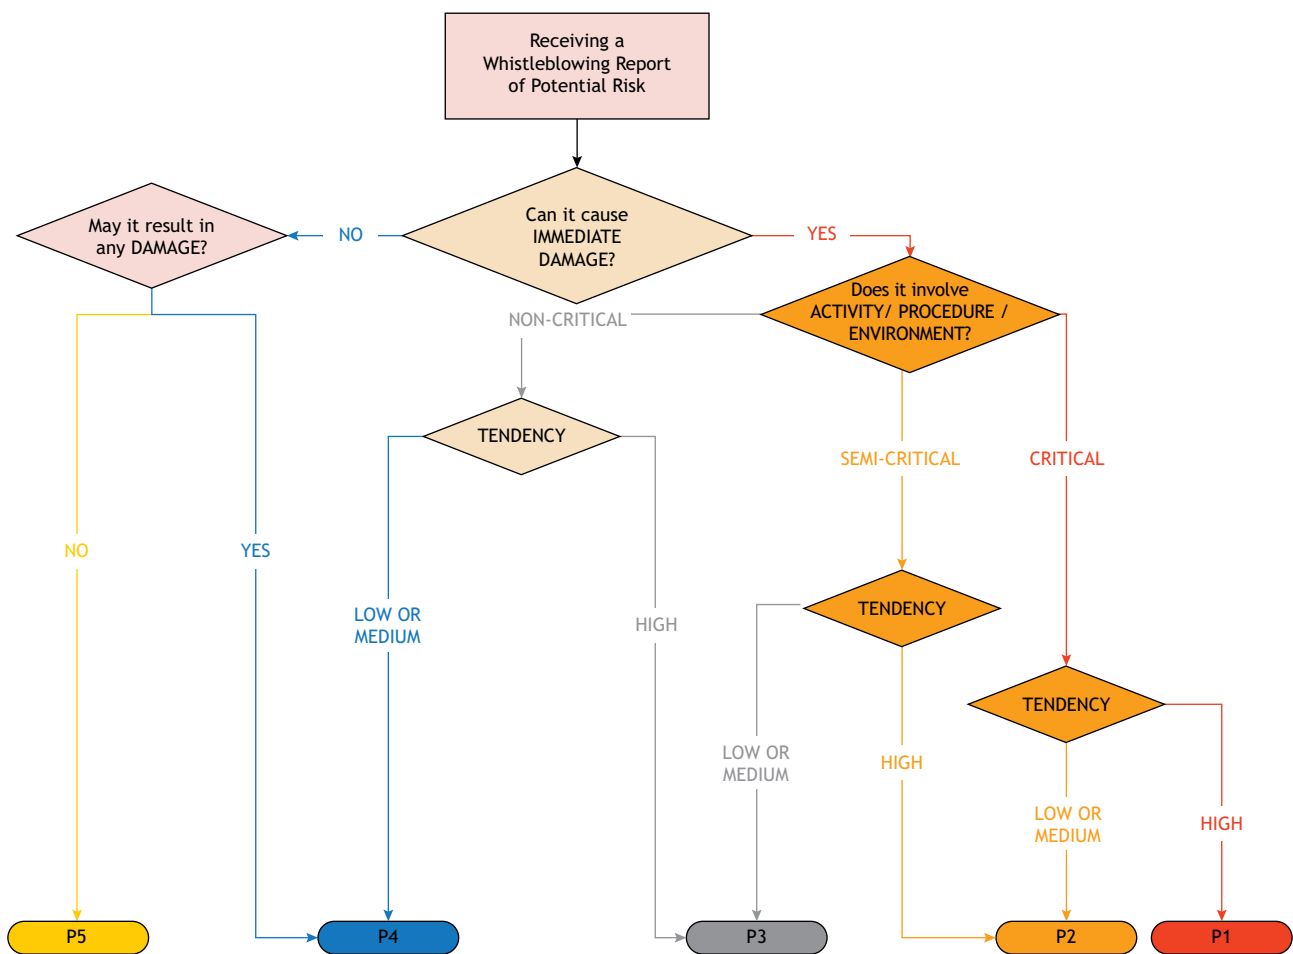 Receiving a
Whistleblowing Report
of Potential Risk
May it result in
any DAMAGE?
NO
Can it cause
IMMEDIATE
DAMAGE?
YES
Does it involve
ACTIVITY/ PROCEDURE /
ENVIRONMENT?
NON-CRITICAL
TENDENCY
SEMI-CRITICAL
CRITICAL
NO
YES
LOW OR
MEDIUM
HIGH
TENDENCY
TENDENCY
LOW OR
MEDIUM
HIGH
LOW OR
MEDIUM
HIGH
P5
P4
P3
P2
P1